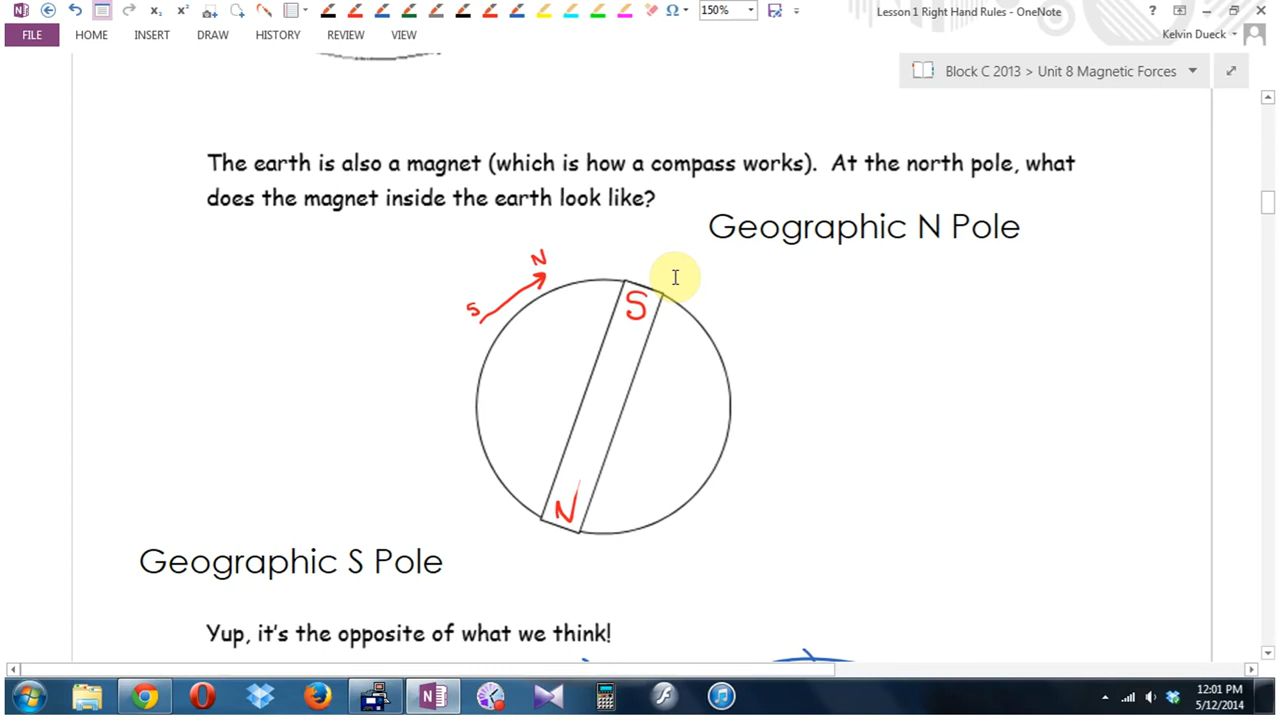 150%
Lesson 1 Right Hand Rules - OneNote
FILE HOME INSERT DRAW HISTORY REVIEW VIEW
Kelvin Dueck
Block C 2013 > Unit 8 Magnetic Forces
The earth is also a magnet (which is how a compass works). At the north pole, what
does the magnet inside the earth look like?
Geographic N Pole
N
S
S
N
Geographic S Pole
Yup, it's the opposite of what we think!
12:01 PM
5/12/2014